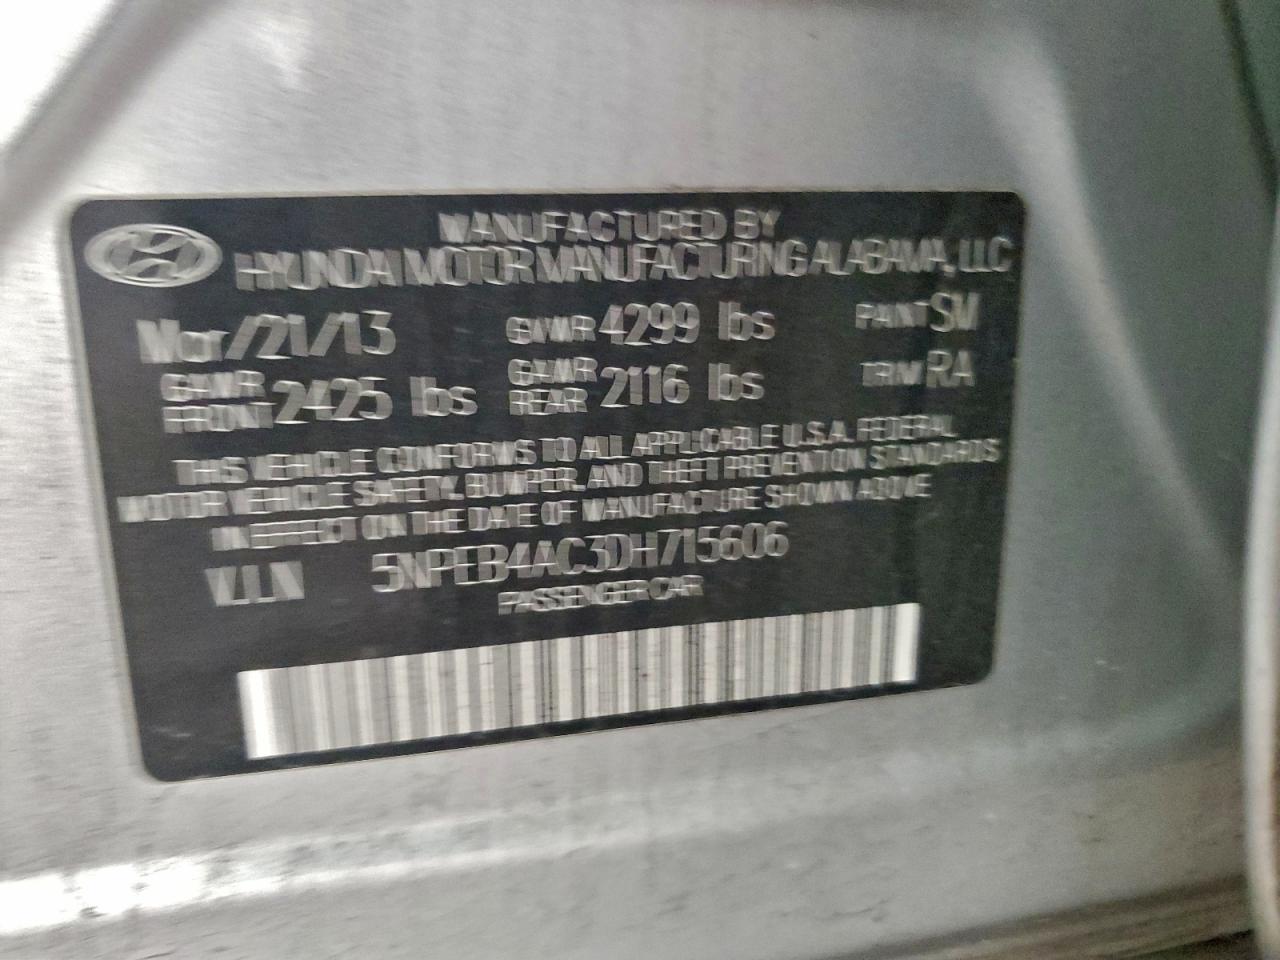 MANUFACTURED BY
HYUNDAI MOTOR MANUFACTURING ALABAMA, LLC
Mar/21/13 GVWR 4299 lbs PAINT SM
GAWR FRONT 2425 lbs GAWR REAR 2116 lbs TRIM RA
THIS VEHICLE CONFORMS TO ALL APPLICABLE U.S.A. FEDERAL
MOTOR VEHICLE SAFETY, BUMPER, AND THEFT PREVENTION STANDARDS
IN EFFECT ON THE DATE OF MANUFACTURE SHOWN ABOVE
V.I.N 5NPEB4AC3DH715606
PASSENGER CAR